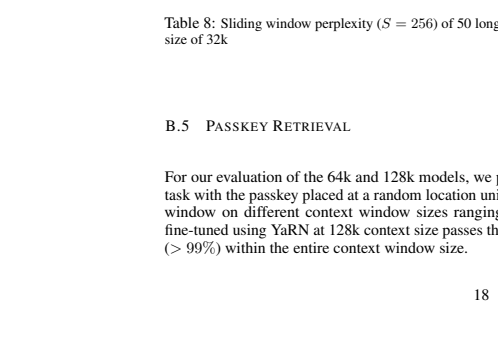 Table 8: Sliding window perplexity (S = 256) of 50 long
size of 32k
B.5 PASSKEY RETRIEVAL
For our evaluation of the 64k and 128k models, we p
task with the passkey placed at a random location uni
window on different context window sizes ranging
fine-tuned using YaRN at 128k context size passes th
(> 99%) within the entire context window size.
18